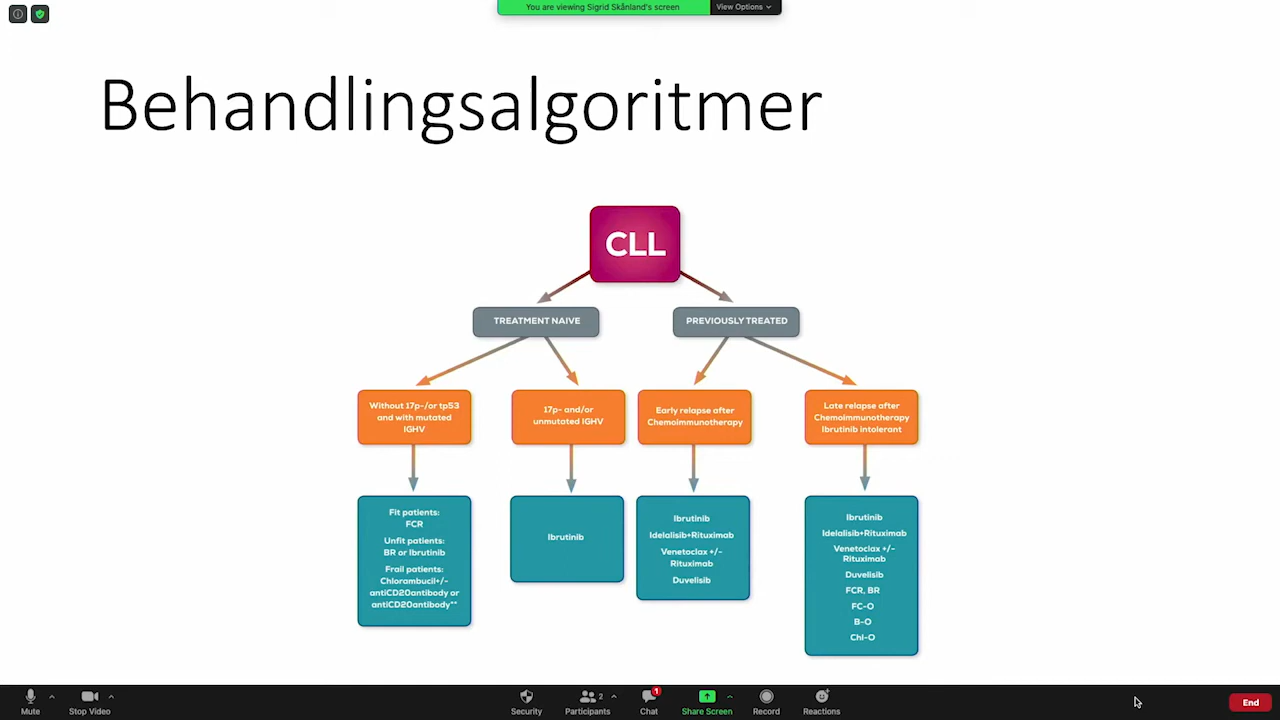 You are viewing Sigrid Skånland's screen
View Options
Behandlingsalgoritmer
CLL
TREATMENT NAIVE
PREVIOUSLY TREATED
Without 17p-/or tp53
and with mutated
IGHV
17p- and/or
unmutated IGHV
Early relapse after
Chemoimmunotherapy
Late relapse after
Chemoimmunotherapy
Ibrutinib intolerant
Fit patients:
FCR
Unfit patients:
BR or Ibrutinib
Frail patients:
Chlorambucil+/-
antiCD20antibody or
antiCD20antibody**
Ibrutinib
Ibrutinib
Idelalisib+Rituximab
Venetoclax +/-
Rituximab
Duvelisib
Ibrutinib
Idelalisib+Rituximab
Venetoclax +/-
Rituximab
Duvelisib
FCR, BR
FC-O
B-O
Chl-O
Mute
Stop Video
Security
Participants
2
Chat
1
Share Screen
Record
Reactions
End